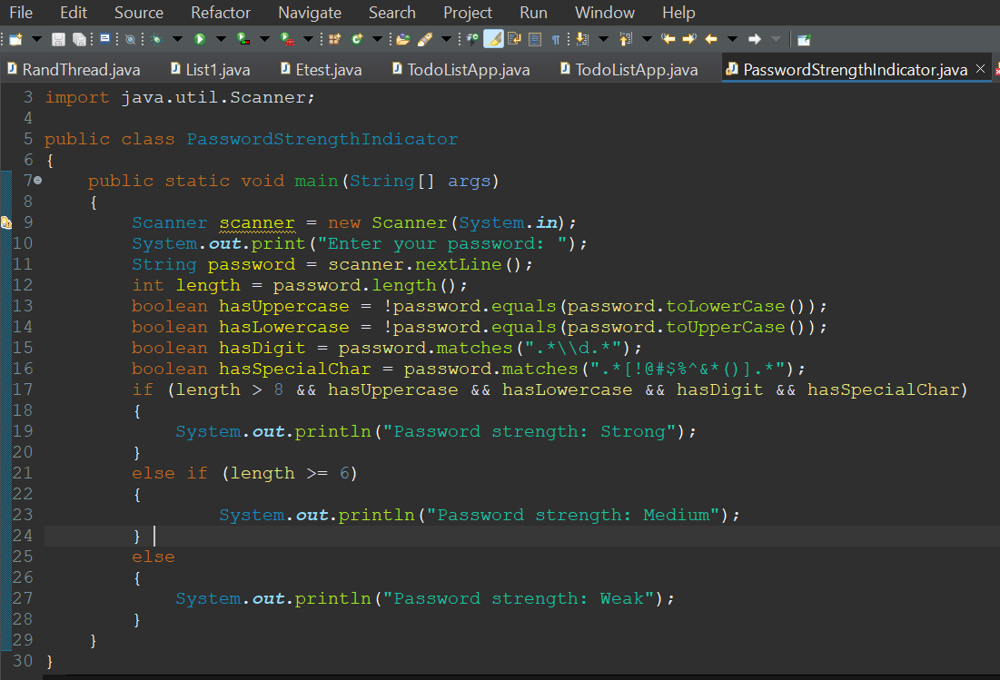 File Edit Source Refactor Navigate Search Project Run Window Help
RandThread.java List1.java Etest.java TodoListApp.java TodoListApp.java PasswordStrengthIndicator.java
3 import java.util.Scanner;
4
5 public class PasswordStrengthIndicator
6 {
7     public static void main(String[] args)
8     {
9         Scanner scanner = new Scanner(System.in);
10         System.out.print("Enter your password: ");
11         String password = scanner.nextLine();
12         int length = password.length();
13         boolean hasUppercase = !password.equals(password.toLowerCase());
14         boolean hasLowercase = !password.equals(password.toUpperCase());
15         boolean hasDigit = password.matches(".*\\d.*");
16         boolean hasSpecialChar = password.matches(".*[!@#$%^&*()].*");
17         if (length > 8 && hasUppercase && hasLowercase && hasDigit && hasSpecialChar)
18         {
19             System.out.println("Password strength: Strong");
20         }
21         else if (length >= 6)
22         {
23                 System.out.println("Password strength: Medium");
24         }
25         else
26         {
27             System.out.println("Password strength: Weak");
28         }
29     }
30 }